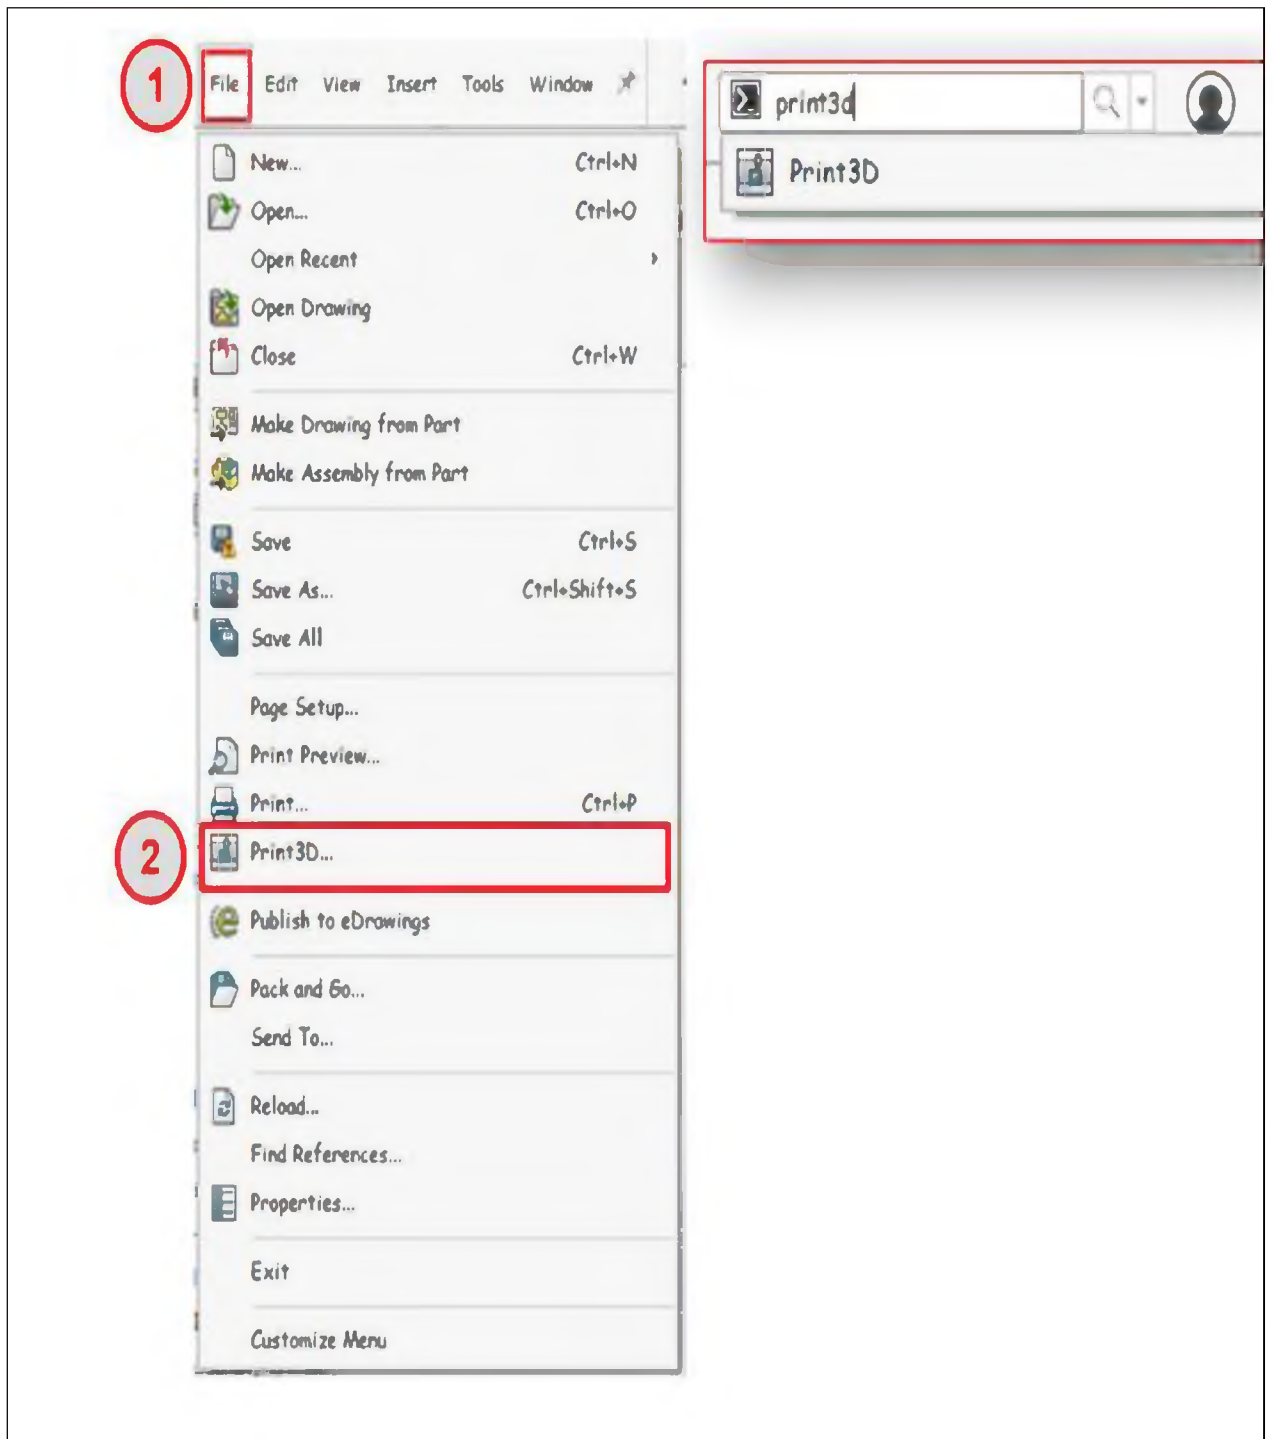 1
File Edit View Insert Tools Window
print3d
Print3D
New... Ctrl+N
Open... Ctrl+O
Open Recent
Open Drawing
Close Ctrl+W
Make Drawing from Part
Make Assembly from Part
Save Ctrl+S
Save As... Ctrl+Shift+S
Save All
Page Setup...
Print Preview...
Print... Ctrl+P
2
Print3D...
Publish to eDrawings
Pack and Go...
Send To...
Reload...
Find References...
Properties...
Exit
Customize Menu